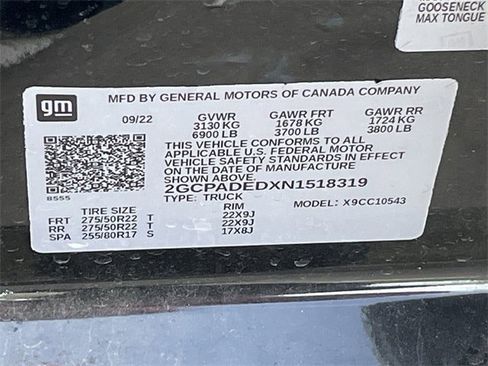 GOOSENECK
MAX TONGUE
gm
MFD BY GENERAL MOTORS OF CANADA COMPANY
09/22 GVWR GAWR FRT GAWR RR
3130 KG 1678 KG 1724 KG
6900 LB 3700 LB 3800 LB
THIS VEHICLE CONFORMS TO ALL
APPLICABLE U.S. FEDERAL MOTOR
VEHICLE SAFETY STANDARDS IN EFFECT
ON THE DATE OF MANUFACTURE
SHOWN ABOVE.
2GCPADEDXN1518319
8555
TYPE: TRUCK MODEL: X9CC10543
TIRE SIZE RIM
FRT 275/50R22 T 22X9J
RR 275/50R22 T 22X9J
SPA 255/80R17 S 17X8J